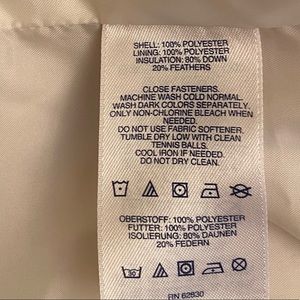 SHELL: 100% POLYESTER
LINING: 100% POLYESTER
INSULATION: 80% DOWN
20% FEATHERS
CLOSE FASTENERS.
MACHINE WASH COLD NORMAL.
WASH DARK COLORS SEPARATELY.
ONLY NON-CHLORINE BLEACH WHEN
NEEDED.
DO NOT USE FABRIC SOFTENER.
TUMBLE DRY LOW WITH CLEAN
TENNIS BALLS.
COOL IRON IF NEEDED.
DO NOT DRY CLEAN.
OBERSTOFF: 100% POLYESTER
FUTTER: 100% POLYESTER
ISOLIERUNG: 80% DAUNEN
20% FEDERN
RN 62830